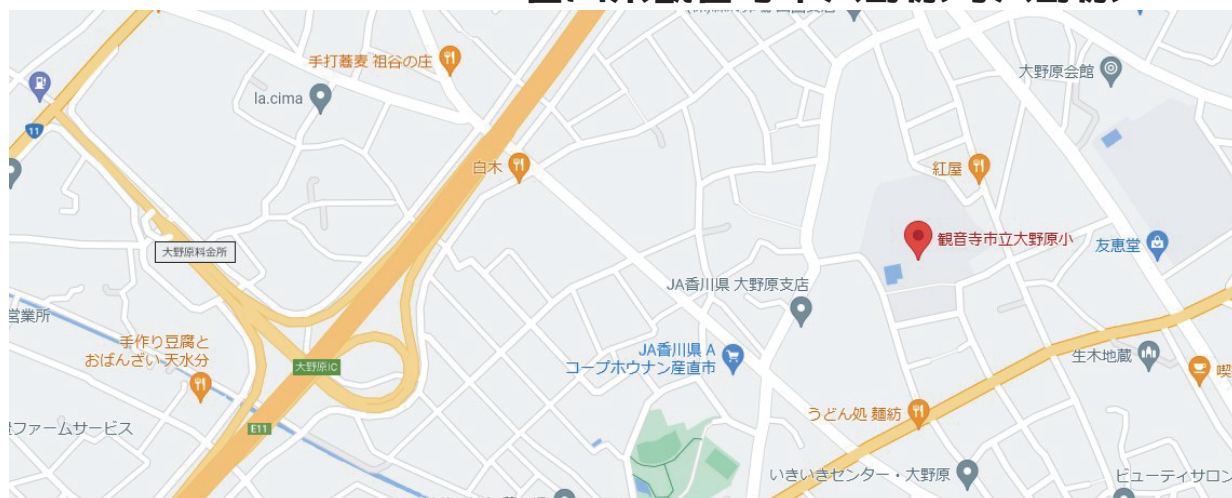 手打蕎麦 祖谷の庄
大野原会館
la.cima
11
白木
紅屋
観音寺市立大野原小
友恵堂
大野原料金所
JA香川県 大野原支店
営業所
手作り豆腐と
おばんざい 天水分
大野原IC
JA香川県 A
コープホウナン産直市
生木地蔵
喫
うどん処 麺紡
E11
ファームサービス
いきいきセンター・大野原
ビューティサロン